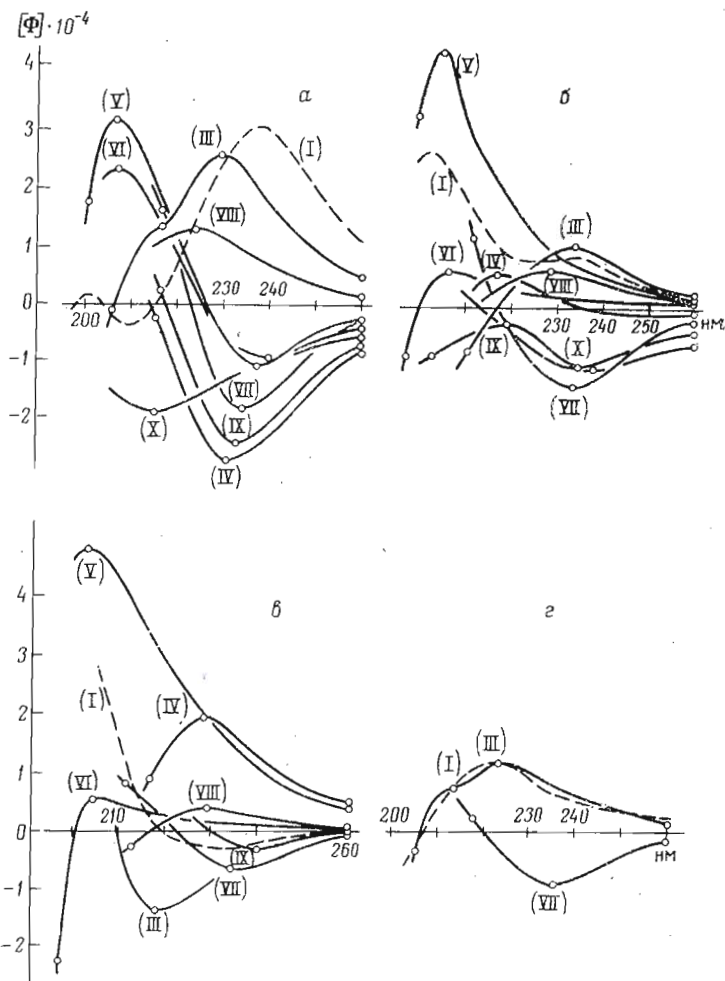 [Φ]·10⁻⁴
4
3
2
1
0
-1
-2
200
230
240
а
(V)
(VI)
(III)
(I)
(VIII)
(X)
(VII)
(IX)
(IV)
б
(V)
(I)
(VI)
(IV)
(III)
(VIII)
(IX)
(X)
(VII)
230
240
250
нм
4
3
2
1
0
-1
-2
210
260
в
(V)
(I)
(IV)
(VI)
(VIII)
(IX)
(VII)
(III)
г
(I)
(III)
(VII)
200
230
240
нм